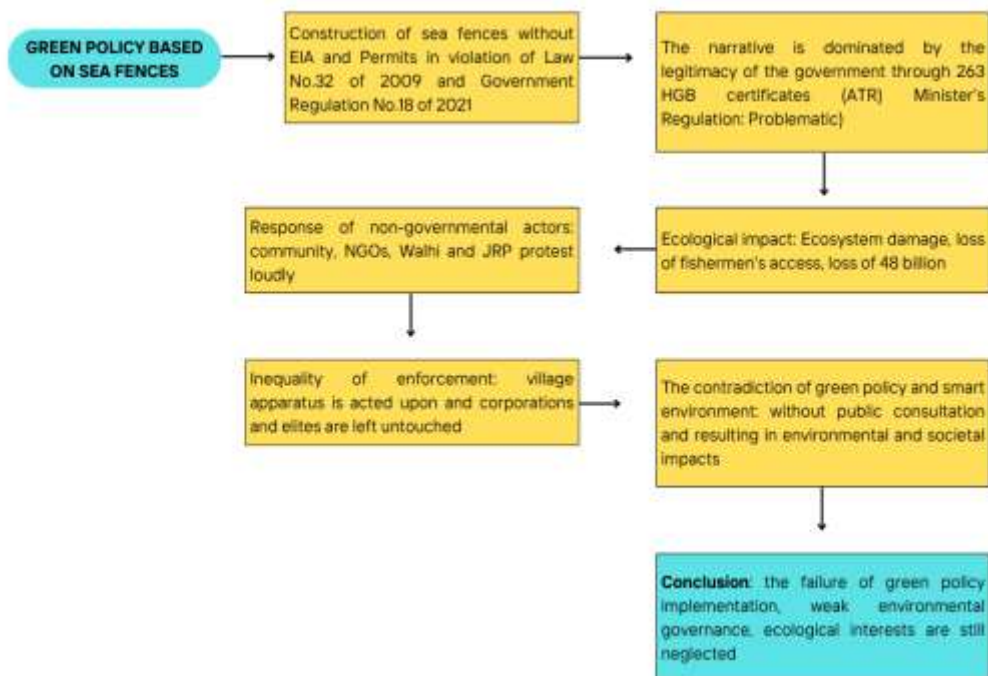 GREEN POLICY BASED
ON SEA FENCES
Construction of sea fences without
EIA and Permits in violation of Law
No.32 of 2009 and Government
Regulation No.18 of 2021
The narrative is dominated by the
legitimacy of the government through 263
HGB certificates (ATR) Minister's
Regulation: Problematic)
Ecological impact: Ecosystem damage, loss
of fishermen's access, loss of 48 billion
Response of non-governmental actors:
community, NGOs, Walhi and JRP protest
loudly
Inequality of enforcement: village
apparatus is acted upon and corporations
and elites are left untouched
The contradiction of green policy and smart
environment: without public consultation
and resulting in environmental and societal
impacts
Conclusion: the failure of green policy
implementation, weak environmental
governance, ecological interests are still
neglected